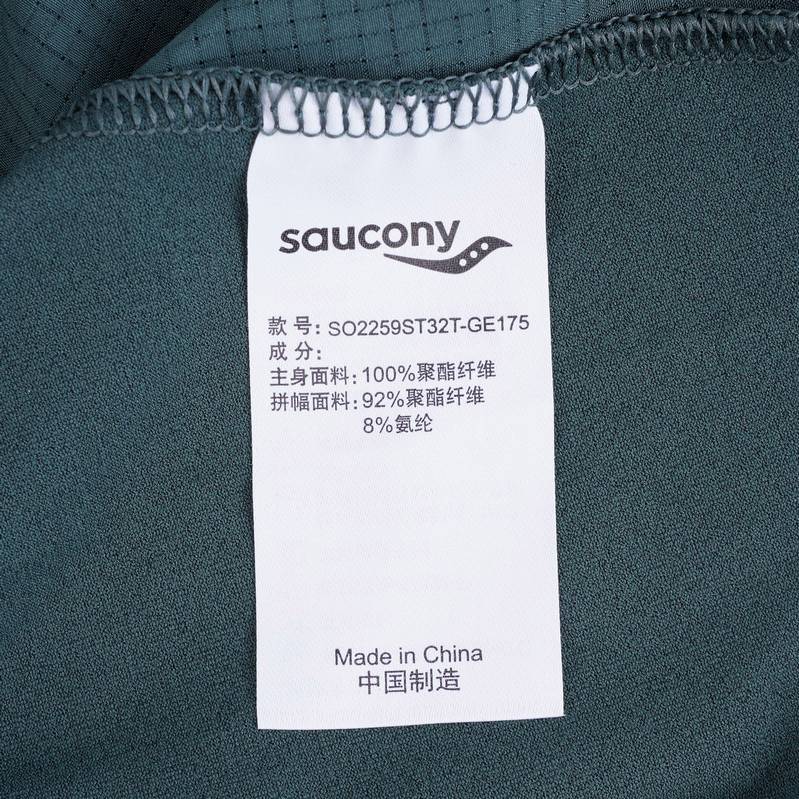 saucony
款 号: SO2259ST32T-GE175
成 分:
主身面料: 100%聚酯纤维
拼幅面料: 92%聚酯纤维
8%氨纶
Made in China
中国制造